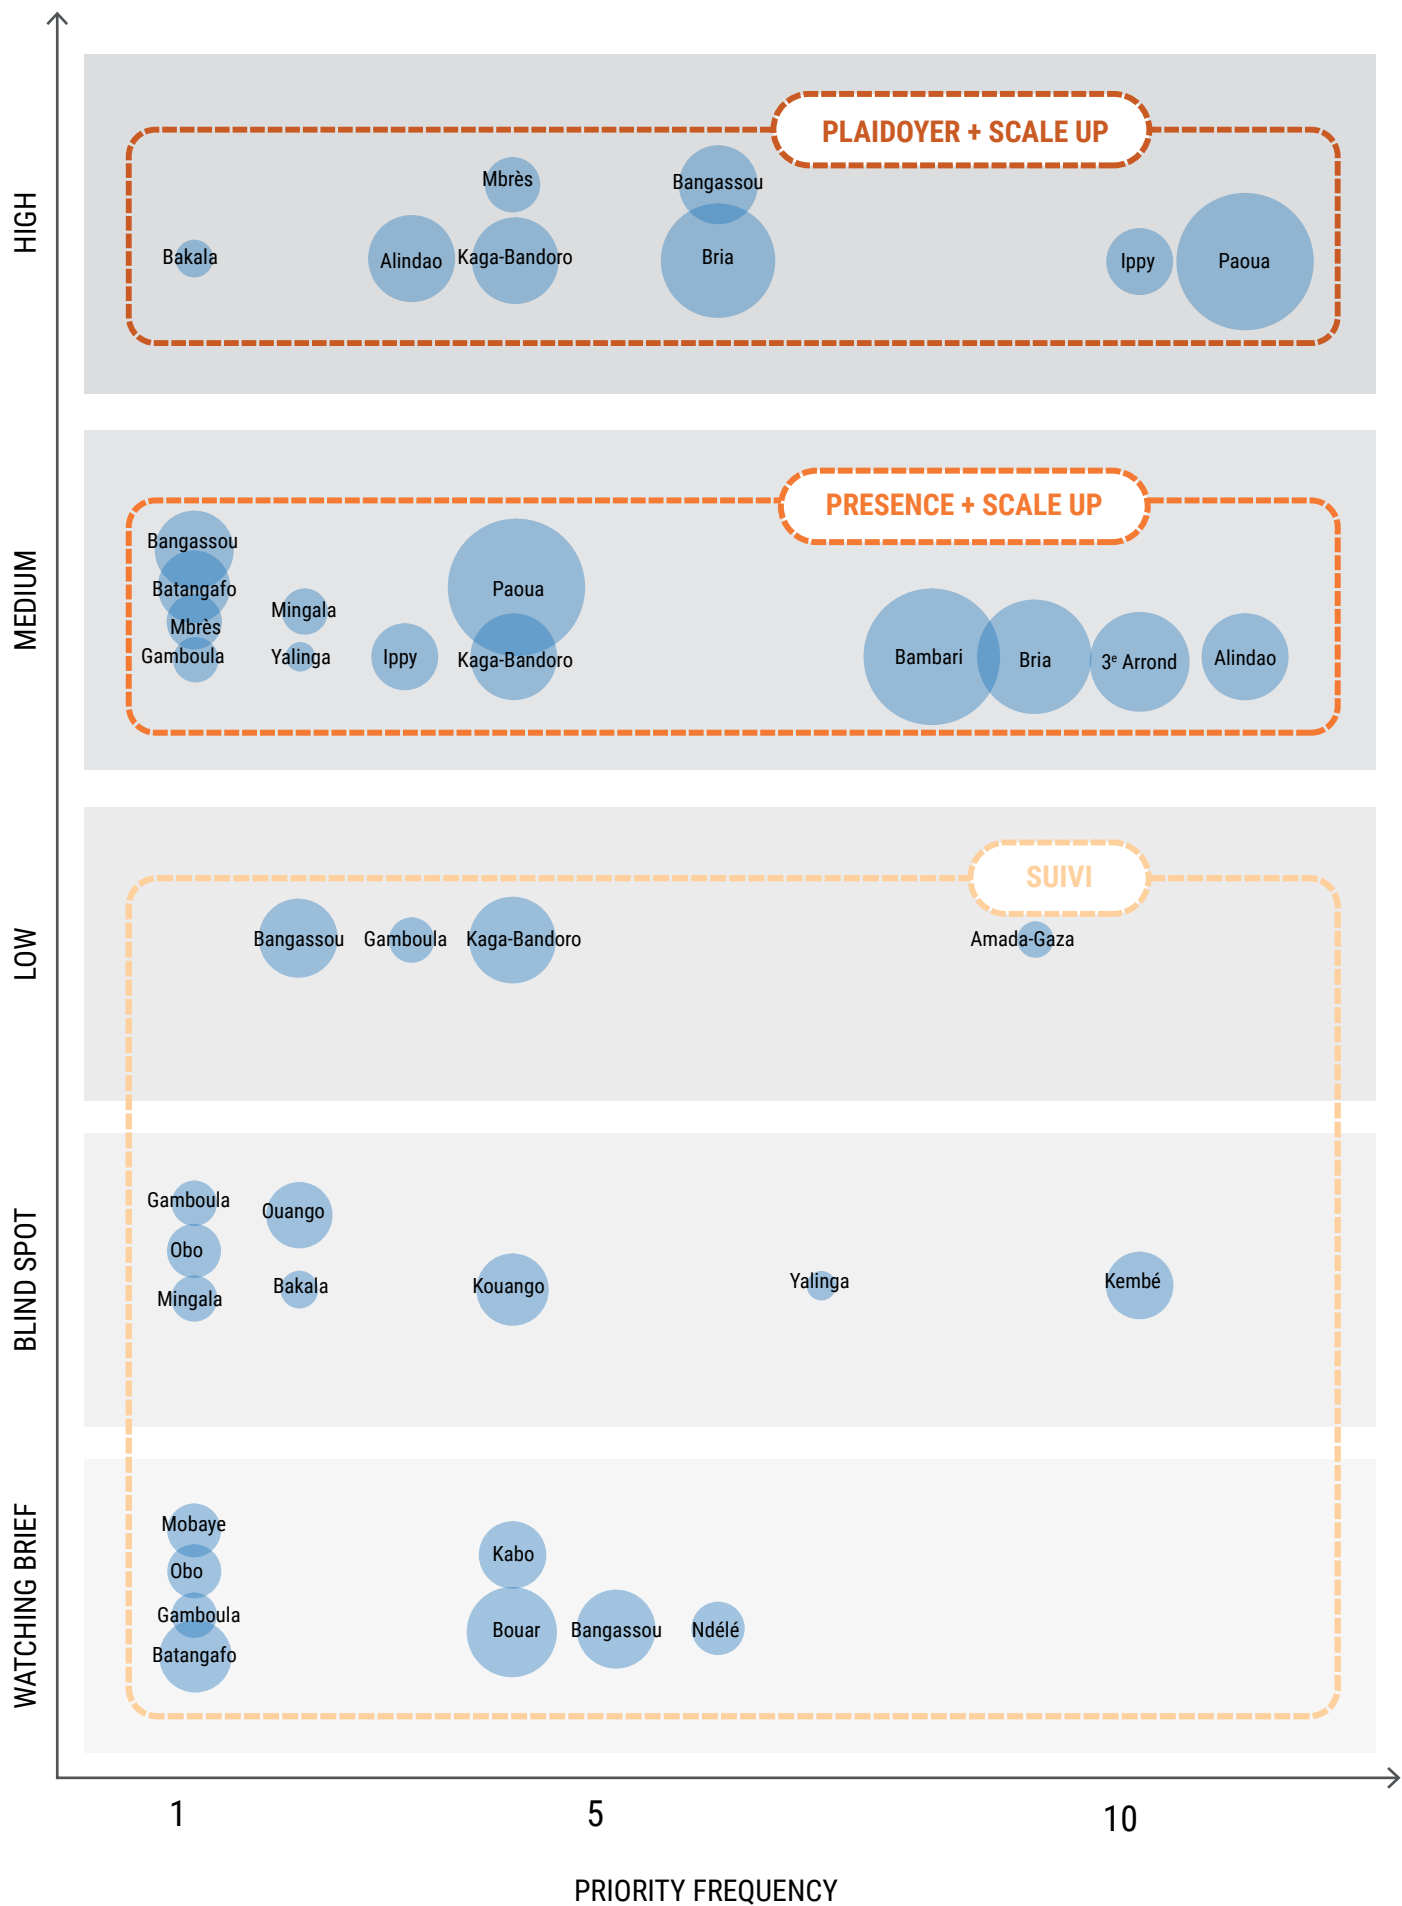 HIGH
PLAIDOYER + SCALE UP
Mbrès
Bangassou
Bakala
Alindao
Kaga-Bandoro
Bria
Ippy
Paoua
MEDIUM
PRESENCE + SCALE UP
Bangassou
Batangafo
Mbrès
Gamboula
Mingala
Yalinga
Ippy
Paoua
Kaga-Bandoro
Bambari
Bria
3e Arrond
Alindao
LOW
SUIVI
Bangassou
Gamboula
Kaga-Bandoro
Amada-Gaza
BLIND SPOT
Gamboula
Obo
Mingala
Ouango
Bakala
Kouango
Yalinga
Kembé
WATCHING BRIEF
Mobaye
Obo
Gamboula
Batangafo
Kabo
Bouar
Bangassou
Ndélé
1
5
10
PRIORITY FREQUENCY